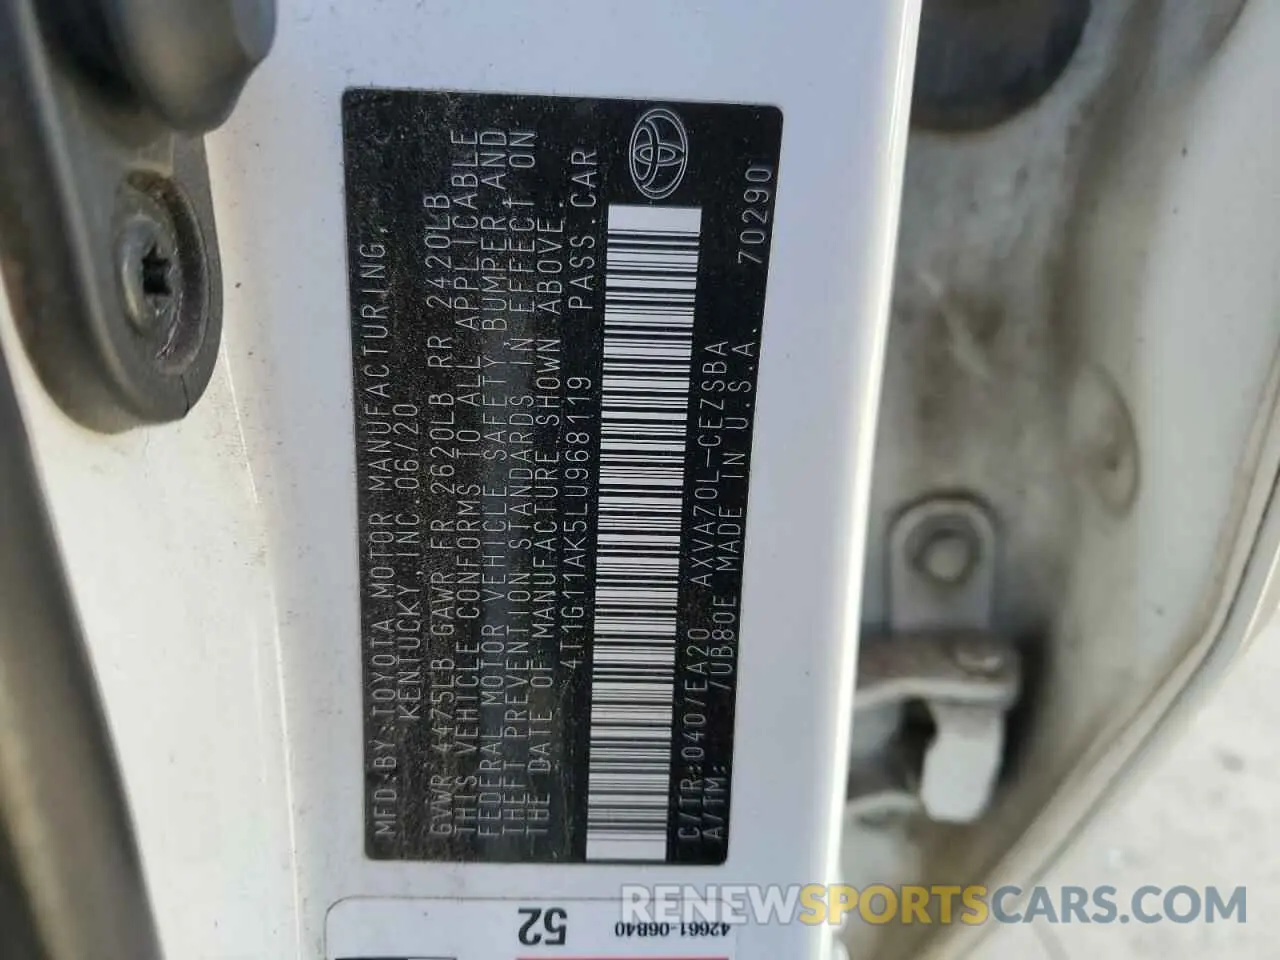 MFD.BY:TOYOTA MOTOR MANUFACTURING,
KENTUCKY INC.06/20
GVWR 4475LB GAWR FR 2620LB RR 2420LB
THIS VEHICLE CONFORMS TO ALL APPLICABLE
FEDERAL MOTOR VEHICLE SAFETY, BUMPER, AND
THEFT PREVENTION STANDARDS IN EFFECT ON
THE DATE OF MANUFACTURE SHOWN ABOVE.
4T1G11AK5LU968119 PASS.CAR
C/TR:040/EA20 AXVA70L-CEZSBA
A/TM: /UB80E MADE IN U.S.A.
70290
52
42661-06840
RENEWSPORTSCARS.COM